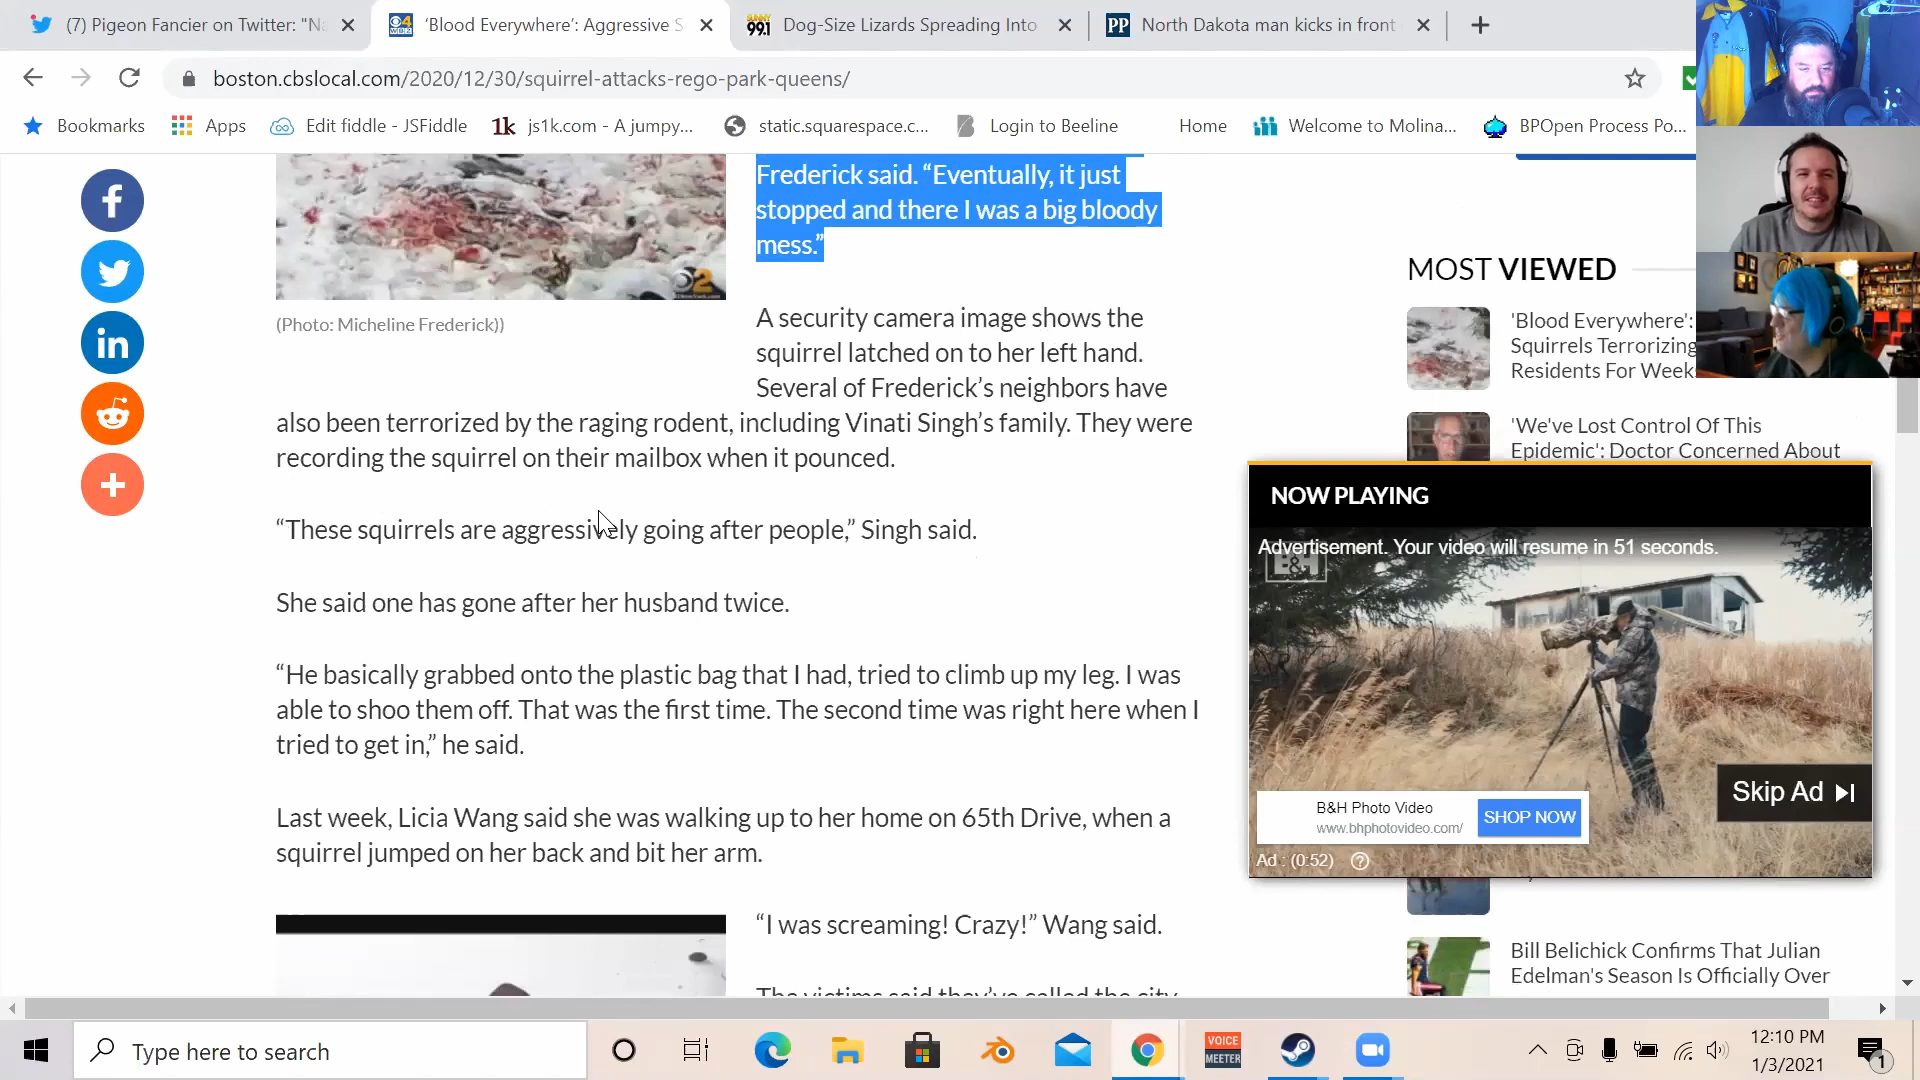 (7) Pigeon Fancier on Twitter: "Na
'Blood Everywhere': Aggressive S
Dog-Size Lizards Spreading Into
North Dakota man kicks in front
boston.cbslocal.com/2020/12/30/squirrel-attacks-rego-park-queens/
Bookmarks
Apps
Edit fiddle - JSFiddle
1k js1k.com - A jumpy...
static.squarespace.c...
Login to Beeline
Home
Welcome to Molina...
BPOpen Process Po...
Frederick said. “Eventually, it just
stopped and there I was a big bloody
mess.”
(Photo: Micheline Frederick))
A security camera image shows the
squirrel latched on to her left hand.
Several of Frederick’s neighbors have
also been terrorized by the raging rodent, including Vinati Singh’s family. They were
recording the squirrel on their mailbox when it pounced.
“These squirrels are aggressively going after people,” Singh said.
She said one has gone after her husband twice.
“He basically grabbed onto the plastic bag that I had, tried to climb up my leg. I was
able to shoo them off. That was the first time. The second time was right here when I
tried to get in,” he said.
Last week, Licia Wang said she was walking up to her home on 65th Drive, when a
squirrel jumped on her back and bit her arm.
“I was screaming! Crazy!” Wang said.
The victims said they’ve called the city
MOST VIEWED
'Blood Everywhere':
Squirrels Terrorizing
Residents For Week
'We've Lost Control Of This
Epidemic': Doctor Concerned About
NOW PLAYING
Advertisement. Your video will resume in 51 seconds.
B&H
Skip Ad
B&H Photo Video
www.bhphotovideo.com/
SHOP NOW
Ad : (0:52)
Bill Belichick Confirms That Julian
Edelman's Season Is Officially Over
Type here to search
VOICE
MEETER
12:10 PM
1/3/2021
1